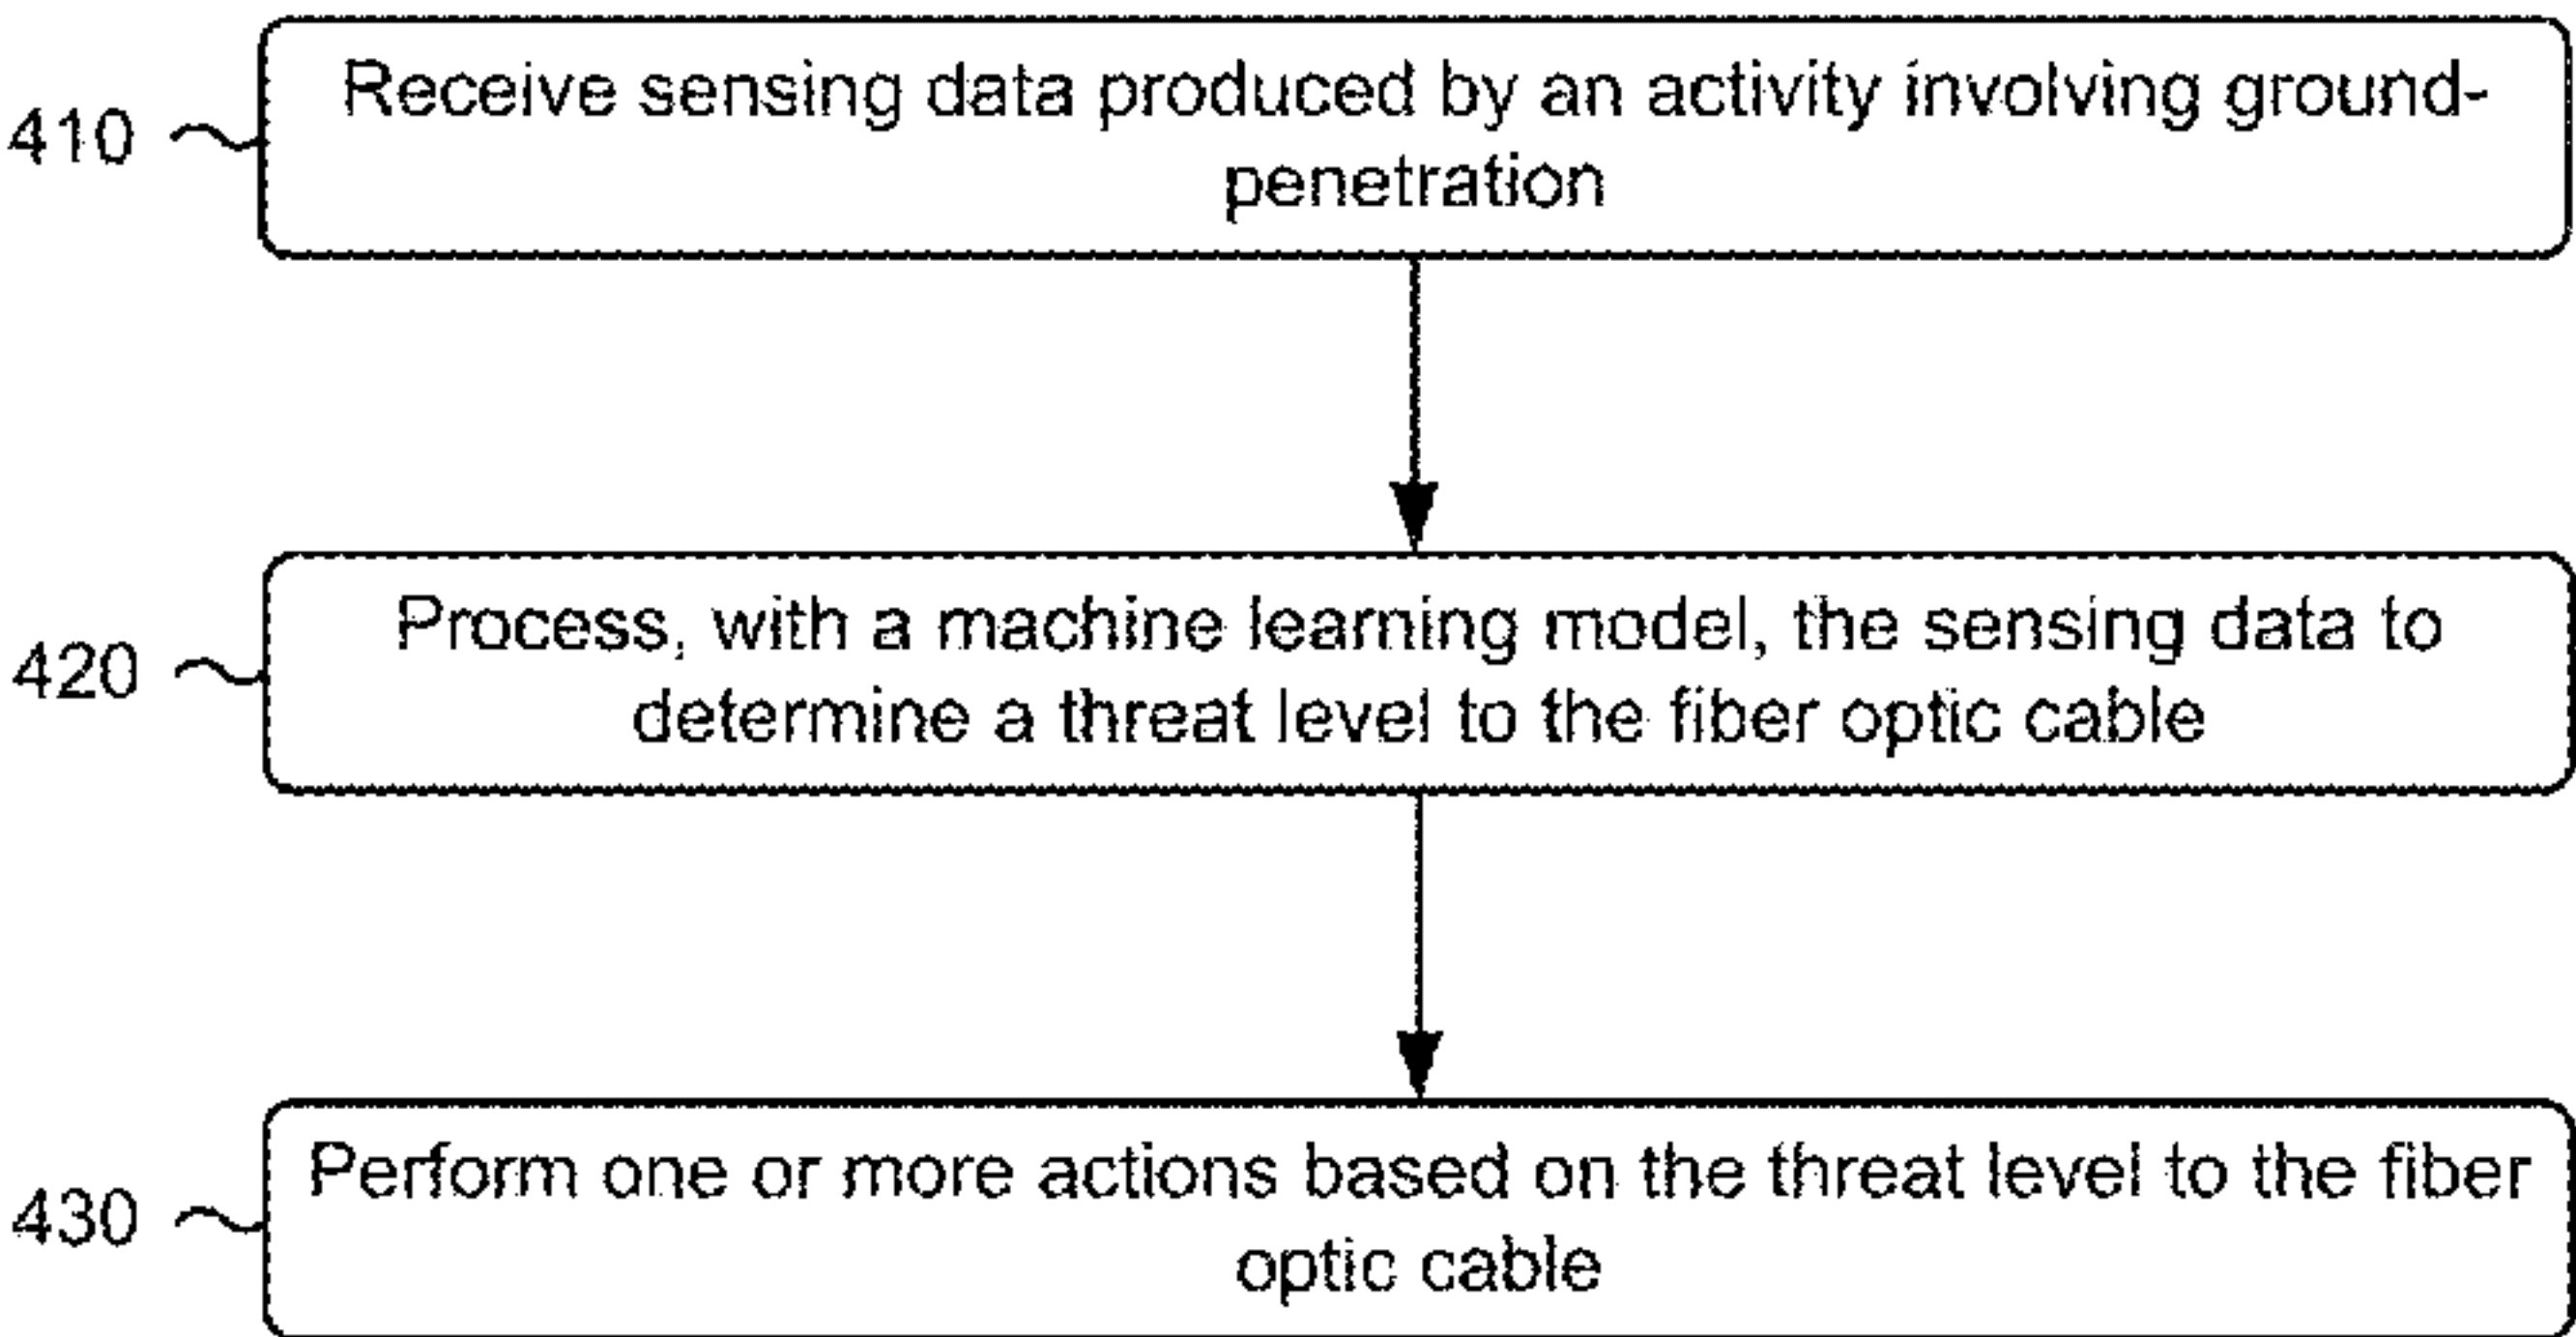 410
Receive sensing data produced by an activity involving ground-
penetration
420
Process, with a machine learning model, the sensing data to
determine a threat level to the fiber optic cable
430
Perform one or more actions based on the threat level to the fiber
optic cable